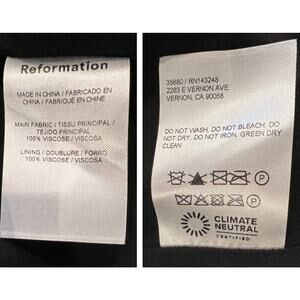 Reformation
MADE IN CHINA / FABRICADO EN
CHINA / FABRIQUÉ EN CHINE
MAIN FABRIC / TISSU PRINCIPAL /
TEJIDO PRINCIPAL
100% VISCOSE / VISCOSA
LINING / DOUBLURE / FORRO
100% VISCOSE / VISCOSA
35680 / RN143245
2263 E VERNON AVE
VERNON, CA 90058
DO NOT WASH. DO NOT BLEACH. DO
NOT DRY. DO NOT IRON. GREEN DRY
CLEAN
P
P
CLIMATE
NEUTRAL
CERTIFIED